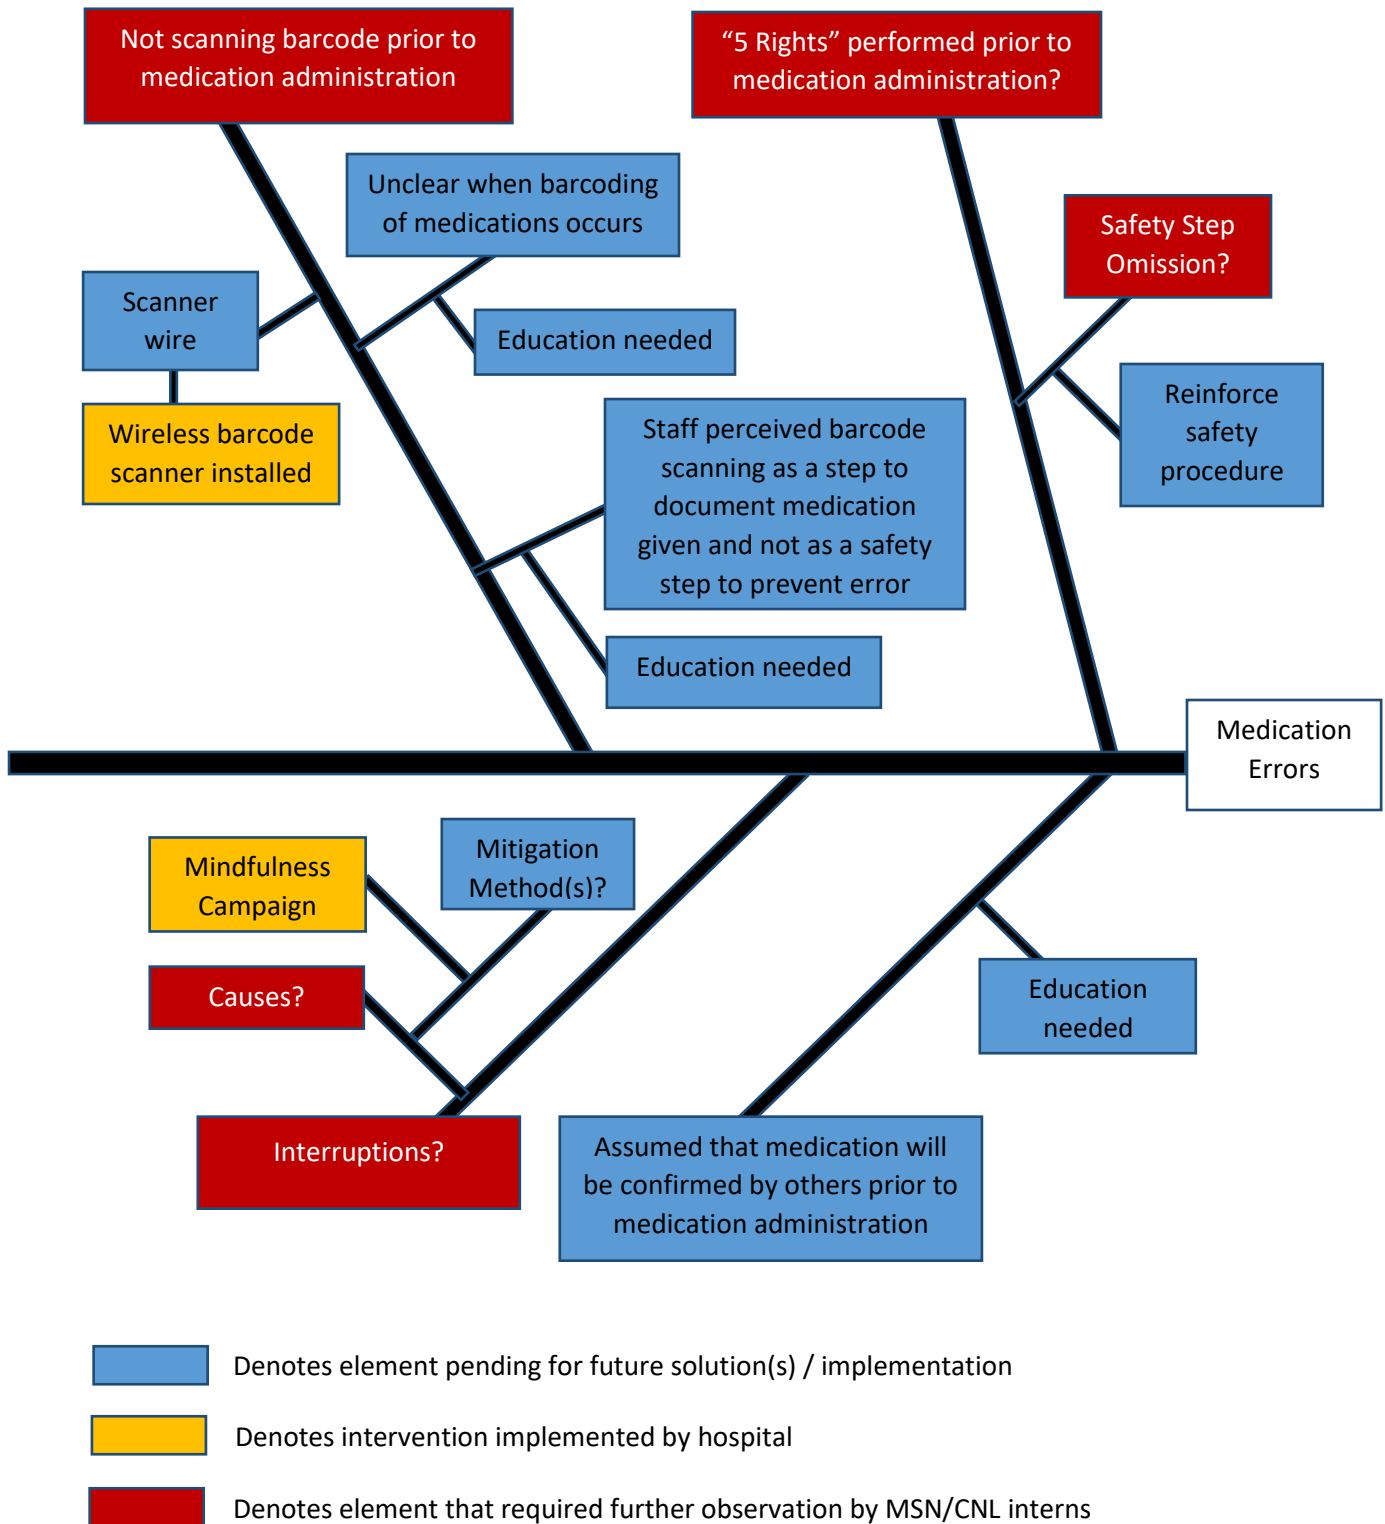 Not scanning barcode prior to
medication administration
“5 Rights” performed prior to
medication administration?
Unclear when barcoding
of medications occurs
Safety Step
Omission?
Scanner
wire
Education needed
Wireless barcode
scanner installed
Reinforce
safety
procedure
Staff perceived barcode
scanning as a step to
document medication
given and not as a safety
step to prevent error
Education needed
Medication
Errors
Mindfulness
Campaign
Mitigation
Method(s)?
Causes?
Education
needed
Interruptions?
Assumed that medication will
be confirmed by others prior to
medication administration
Denotes element pending for future solution(s) / implementation
Denotes intervention implemented by hospital
Denotes element that required further observation by MSN/CNL interns